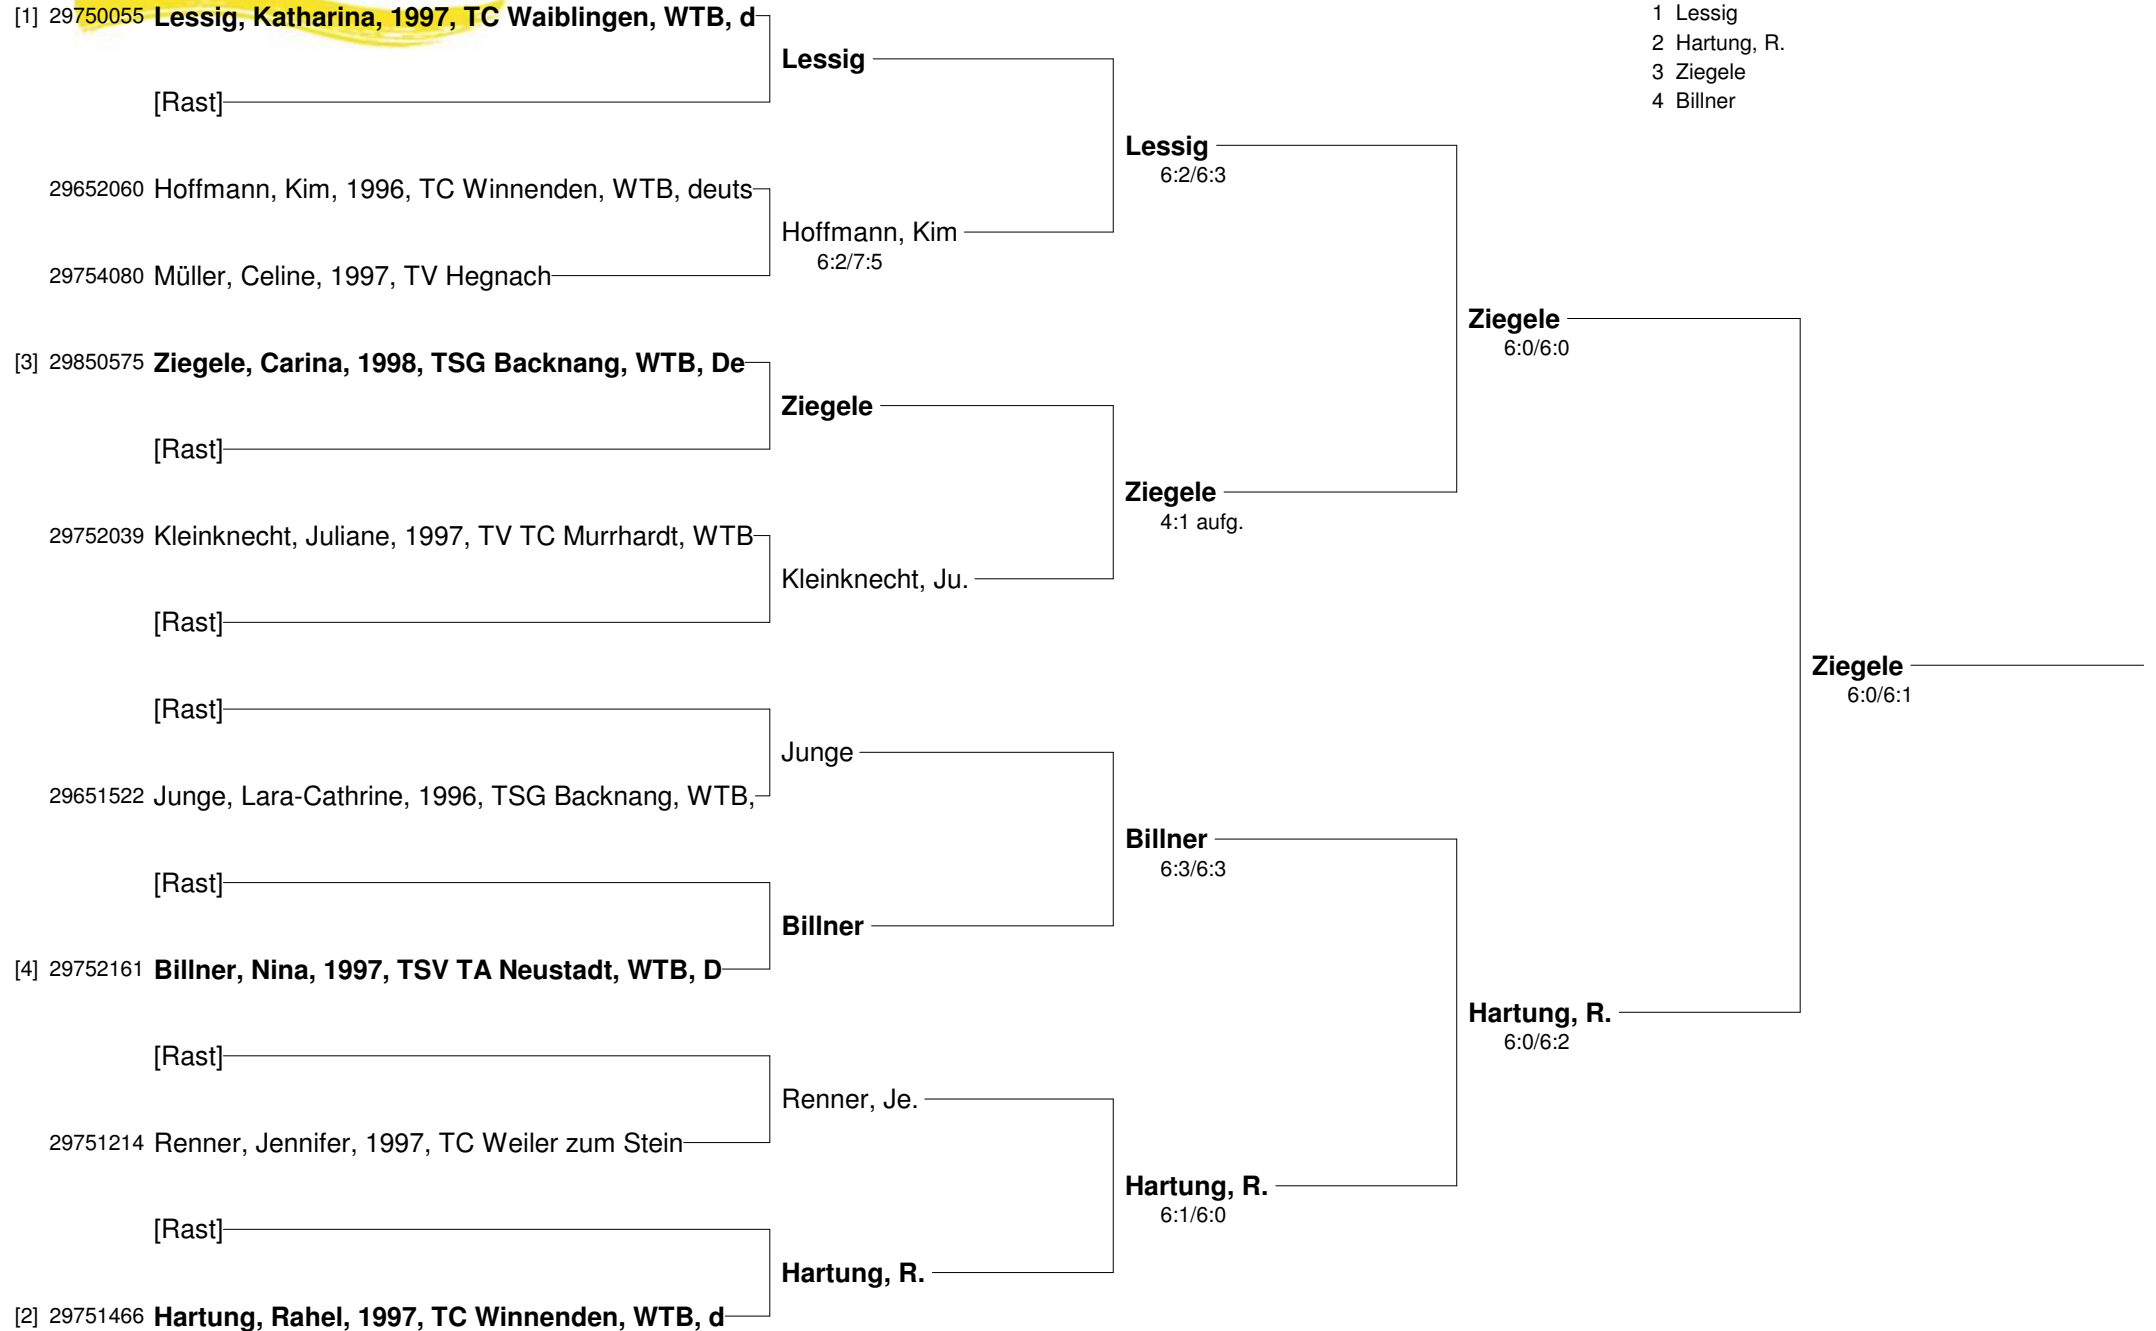 [1] 29750055 Lessig, Katharina, 1997, TC Waiblingen, WTB, d
1 Lessig
2 Hartung, R.
3 Ziegele
4 Billner
Lessig
[Rast]
Lessig
6:2/6:3
29652060 Hoffmann, Kim, 1996, TC Winnenden, WTB, deuts
Hoffmann, Kim
6:2/7:5
29754080 Müller, Celine, 1997, TV Hegnach
Ziegele
6:0/6:0
[3] 29850575 Ziegele, Carina, 1998, TSG Backnang, WTB, De
Ziegele
[Rast]
Ziegele
4:1 aufg.
29752039 Kleinknecht, Juliane, 1997, TV TC Murrhardt, WTB
Kleinknecht, Ju.
[Rast]
Ziegele
6:0/6:1
[Rast]
Junge
29651522 Junge, Lara-Cathrine, 1996, TSG Backnang, WTB,
Billner
6:3/6:3
[Rast]
Billner
[4] 29752161 Billner, Nina, 1997, TSV TA Neustadt, WTB, D
Hartung, R.
6:0/6:2
[Rast]
Renner, Je.
29751214 Renner, Jennifer, 1997, TC Weiler zum Stein
Hartung, R.
6:1/6:0
[Rast]
Hartung, R.
[2] 29751466 Hartung, Rahel, 1997, TC Winnenden, WTB, d